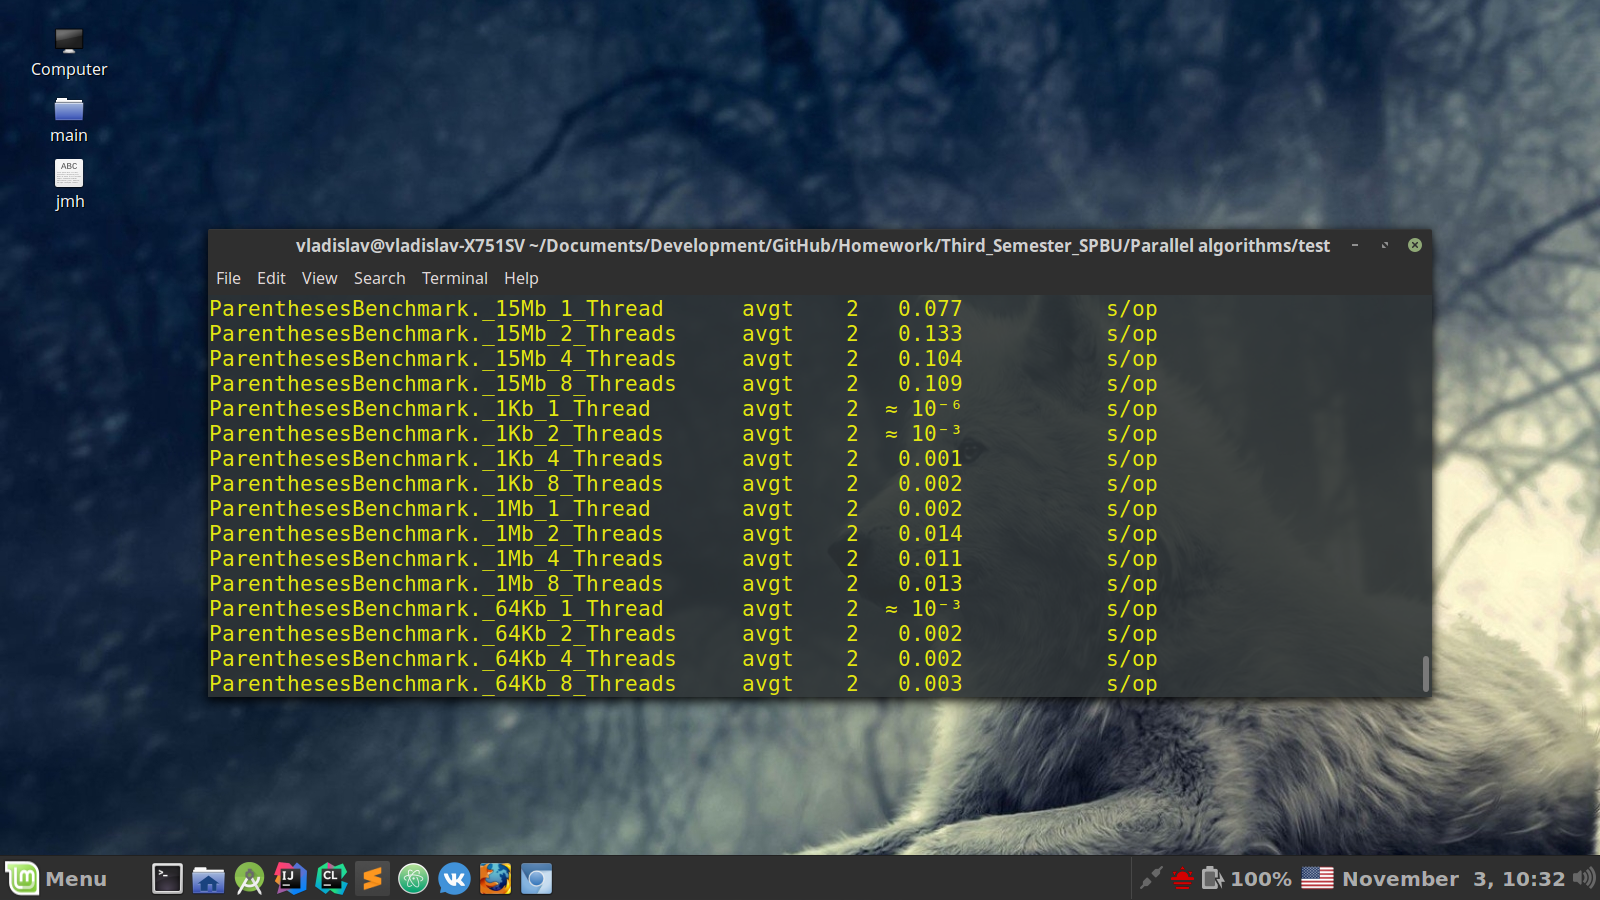 Computer
main
ABC
jmh
vladislav@vladislav-X751SV ~/Documents/Development/GitHub/Homework/Third_Semester_SPBU/Parallel algorithms/test
File Edit View Search Terminal Help
ParenthesesBenchmark._15Mb_1_Thread avgt 2 0.077 s/op
ParenthesesBenchmark._15Mb_2_Threads avgt 2 0.133 s/op
ParenthesesBenchmark._15Mb_4_Threads avgt 2 0.104 s/op
ParenthesesBenchmark._15Mb_8_Threads avgt 2 0.109 s/op
ParenthesesBenchmark._1Kb_1_Thread avgt 2 ≈ 10⁻⁶ s/op
ParenthesesBenchmark._1Kb_2_Threads avgt 2 ≈ 10⁻³ s/op
ParenthesesBenchmark._1Kb_4_Threads avgt 2 0.001 s/op
ParenthesesBenchmark._1Kb_8_Threads avgt 2 0.002 s/op
ParenthesesBenchmark._1Mb_1_Thread avgt 2 0.002 s/op
ParenthesesBenchmark._1Mb_2_Threads avgt 2 0.014 s/op
ParenthesesBenchmark._1Mb_4_Threads avgt 2 0.011 s/op
ParenthesesBenchmark._1Mb_8_Threads avgt 2 0.013 s/op
ParenthesesBenchmark._64Kb_1_Thread avgt 2 ≈ 10⁻³ s/op
ParenthesesBenchmark._64Kb_2_Threads avgt 2 0.002 s/op
ParenthesesBenchmark._64Kb_4_Threads avgt 2 0.002 s/op
ParenthesesBenchmark._64Kb_8_Threads avgt 2 0.003 s/op
Menu IJ CL 100% November 3, 10:32